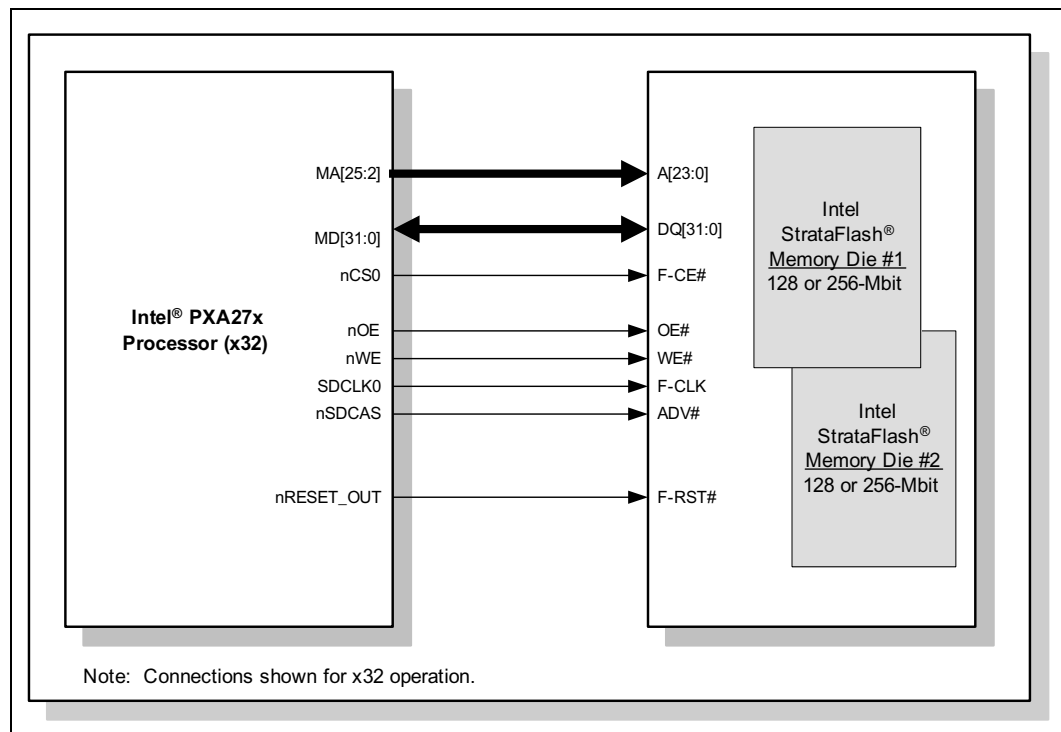 MA[25:2]
A[23:0]
MD[31:0]
DQ[31:0]
nCS0
F-CE#
Intel® PXA27x
Processor (x32)
nOE
OE#
nWE
WE#
SDCLK0
F-CLK
nSDCAS
ADV#
nRESET_OUT
F-RST#
Intel
StrataFlash®
Memory Die #1
128 or 256-Mbit
Intel
StrataFlash®
Memory Die #2
128 or 256-Mbit
Note: Connections shown for x32 operation.